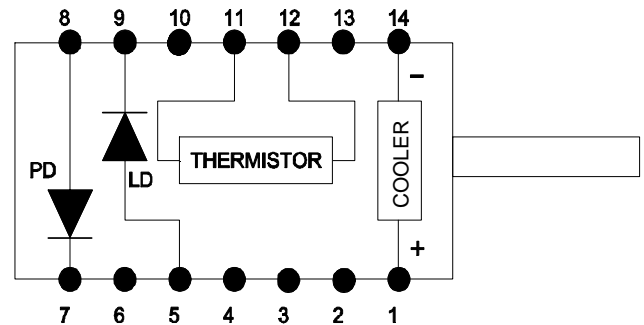 8 9 10 11 12 13 14
−
THERMISTOR
COOLER
PD
LD
+
7 6 5 4 3 2 1